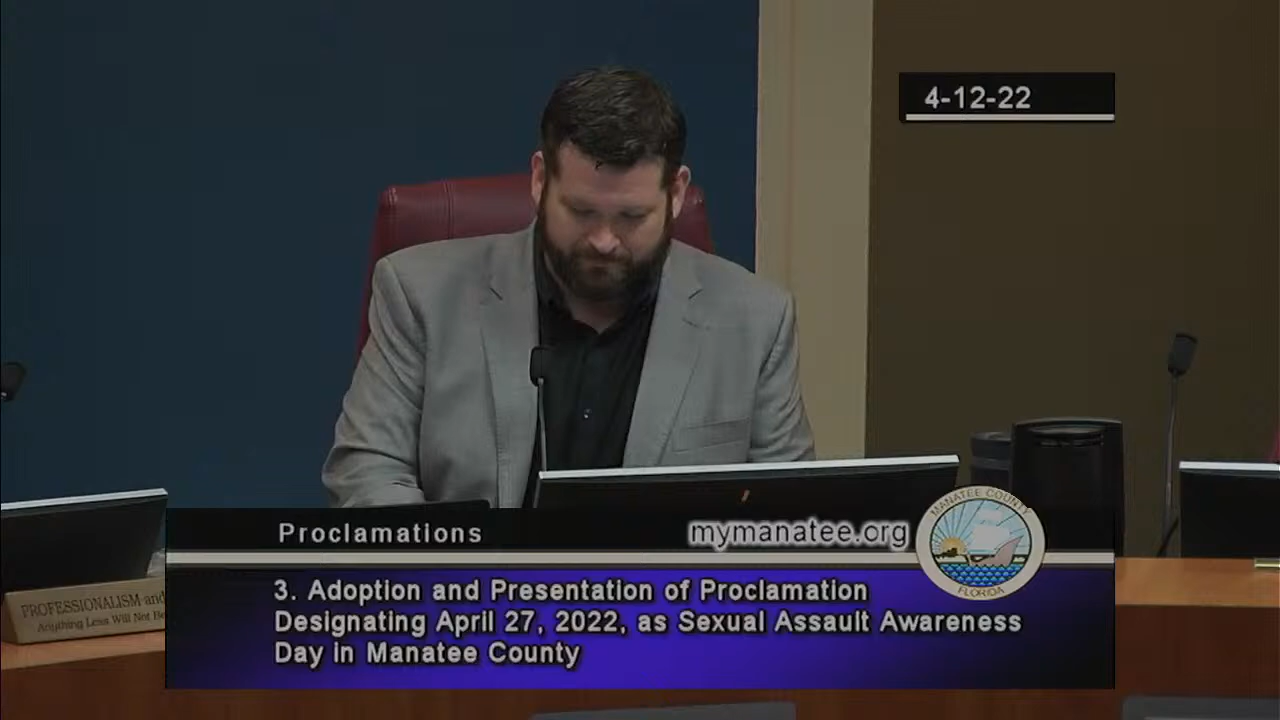 4-12-22
Proclamations
mymanatee.org
MANATEE COUNTY
FLORIDA
3. Adoption and Presentation of Proclamation
Designating April 27, 2022, as Sexual Assault Awareness
Day in Manatee County
PROFESSIONALISM and
Anything Less Will Not Be